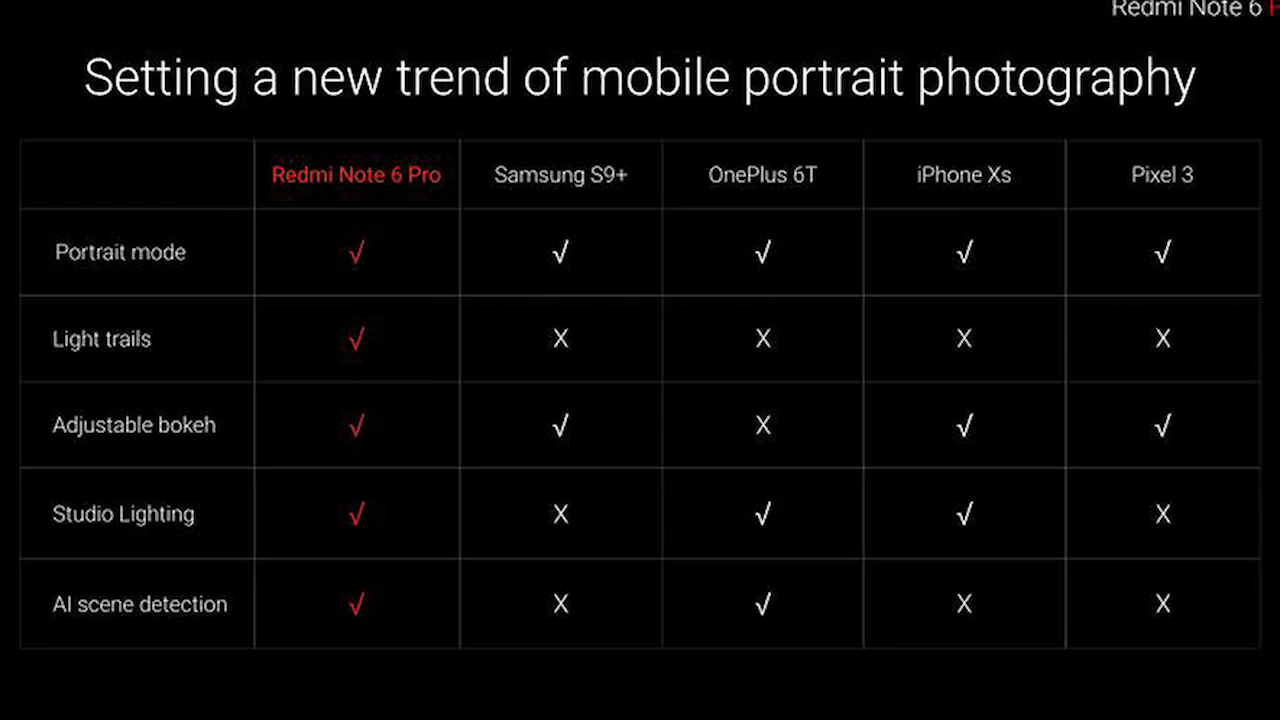 Redmi Note 6
Setting a new trend of mobile portrait photography
Redmi Note 6 Pro Samsung S9+ OnePlus 6T iPhone Xs Pixel 3
Portrait mode √ √ √ √ √
Light trails √ X X X X
Adjustable bokeh √ √ X √ √
Studio Lighting √ X √ √ X
AI scene detection √ X √ X X